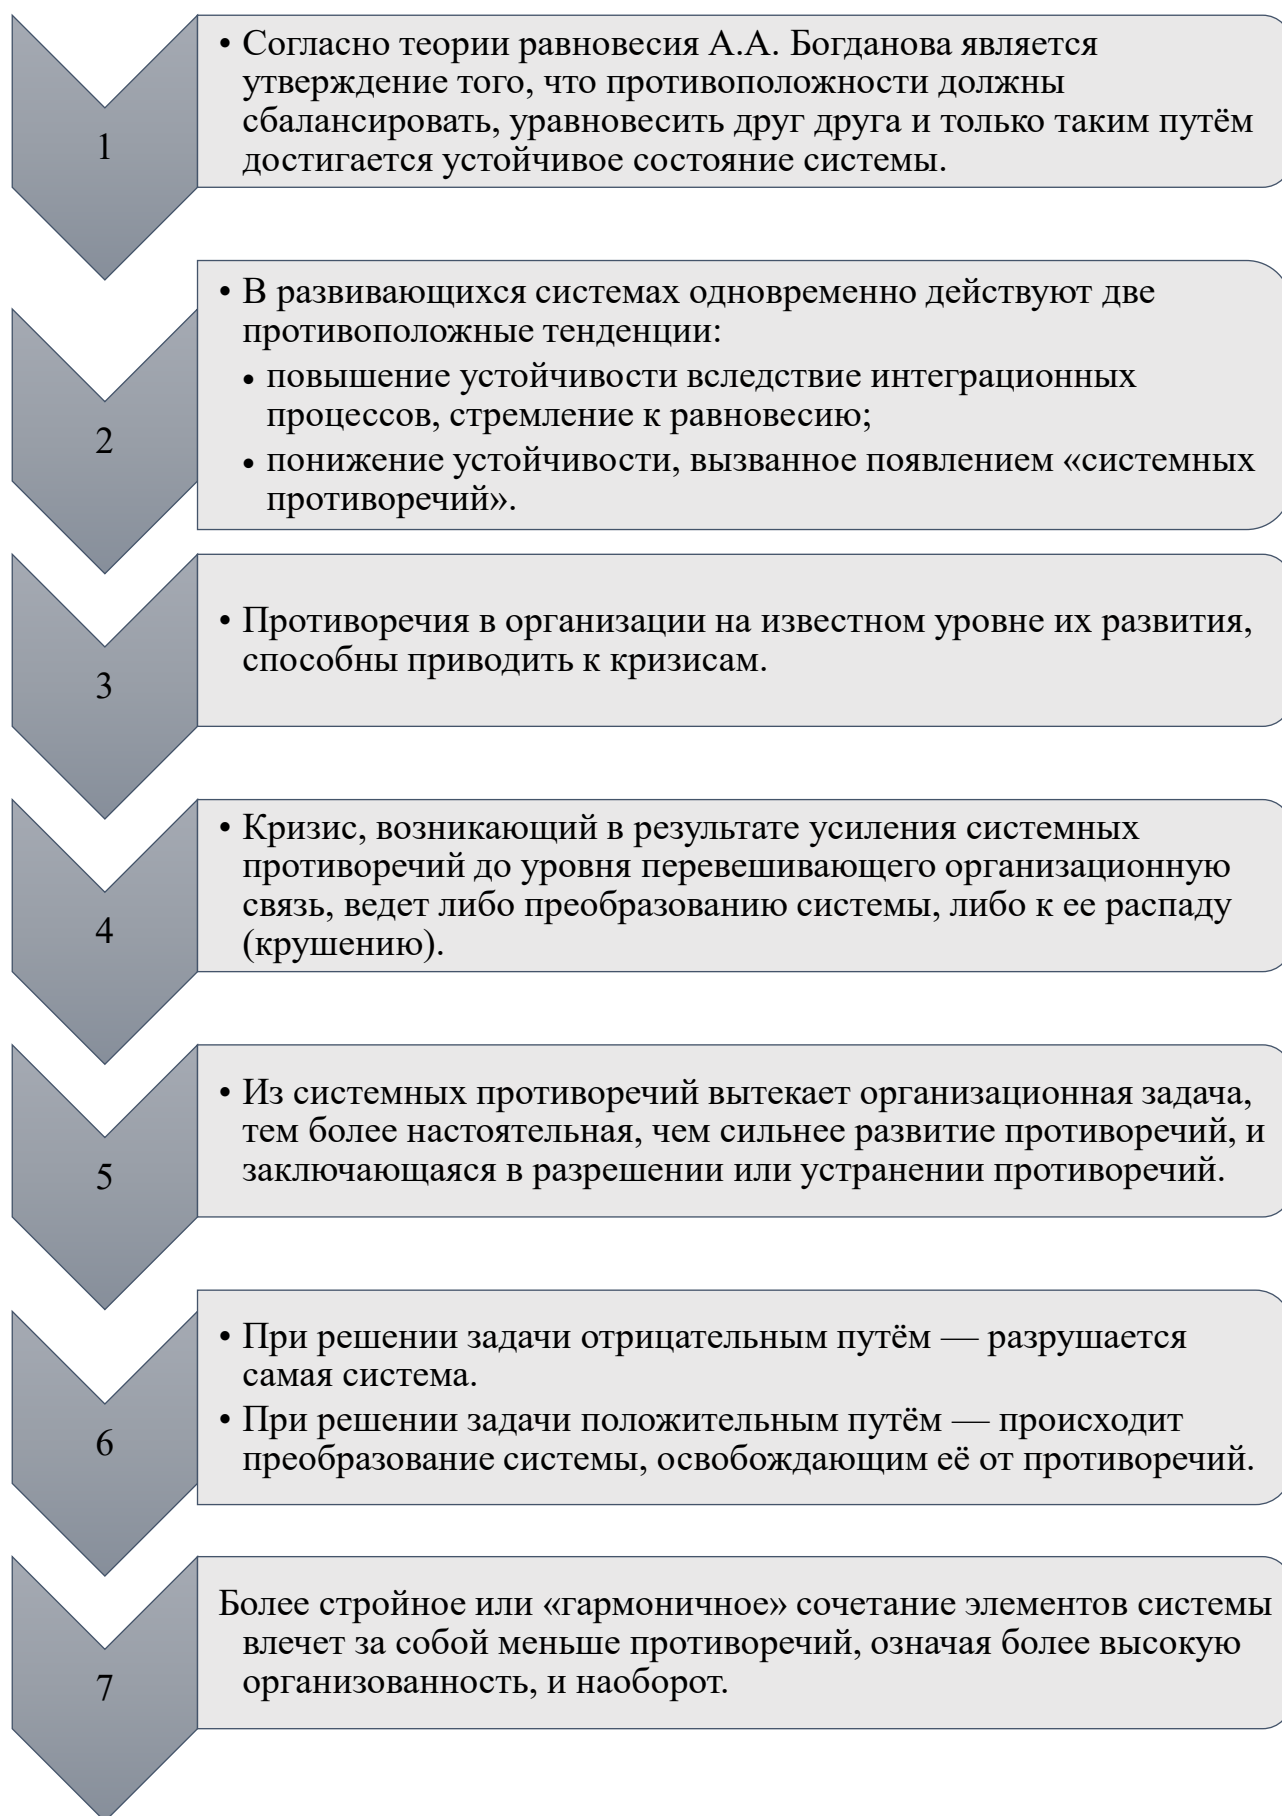 1
• Согласно теории равновесия А.А. Богданова является
утверждение того, что противоположности должны
сбалансировать, уравновесить друг друга и только таким путём
достигается устойчивое состояние системы.
2
• В развивающихся системах одновременно действуют две
противоположные тенденции:
• повышение устойчивости вследствие интеграционных
процессов, стремление к равновесию;
• понижение устойчивости, вызванное появлением «системных
противоречий».
3
• Противоречия в организации на известном уровне их развития,
способны приводить к кризисам.
4
• Кризис, возникающий в результате усиления системных
противоречий до уровня перевешивающего организационную
связь, ведет либо преобразованию системы, либо к ее распаду
(крушению).
5
• Из системных противоречий вытекает организационная задача,
тем более настоятельная, чем сильнее развитие противоречий, и
заключающаяся в разрешении или устранении противоречий.
6
• При решении задачи отрицательным путём — разрушается
самая система.
• При решении задачи положительным путём — происходит
преобразование системы, освобождающим её от противоречий.
7
Более стройное или «гармоничное» сочетание элементов системы
влечет за собой меньше противоречий, означая более высокую
организованность, и наоборот.